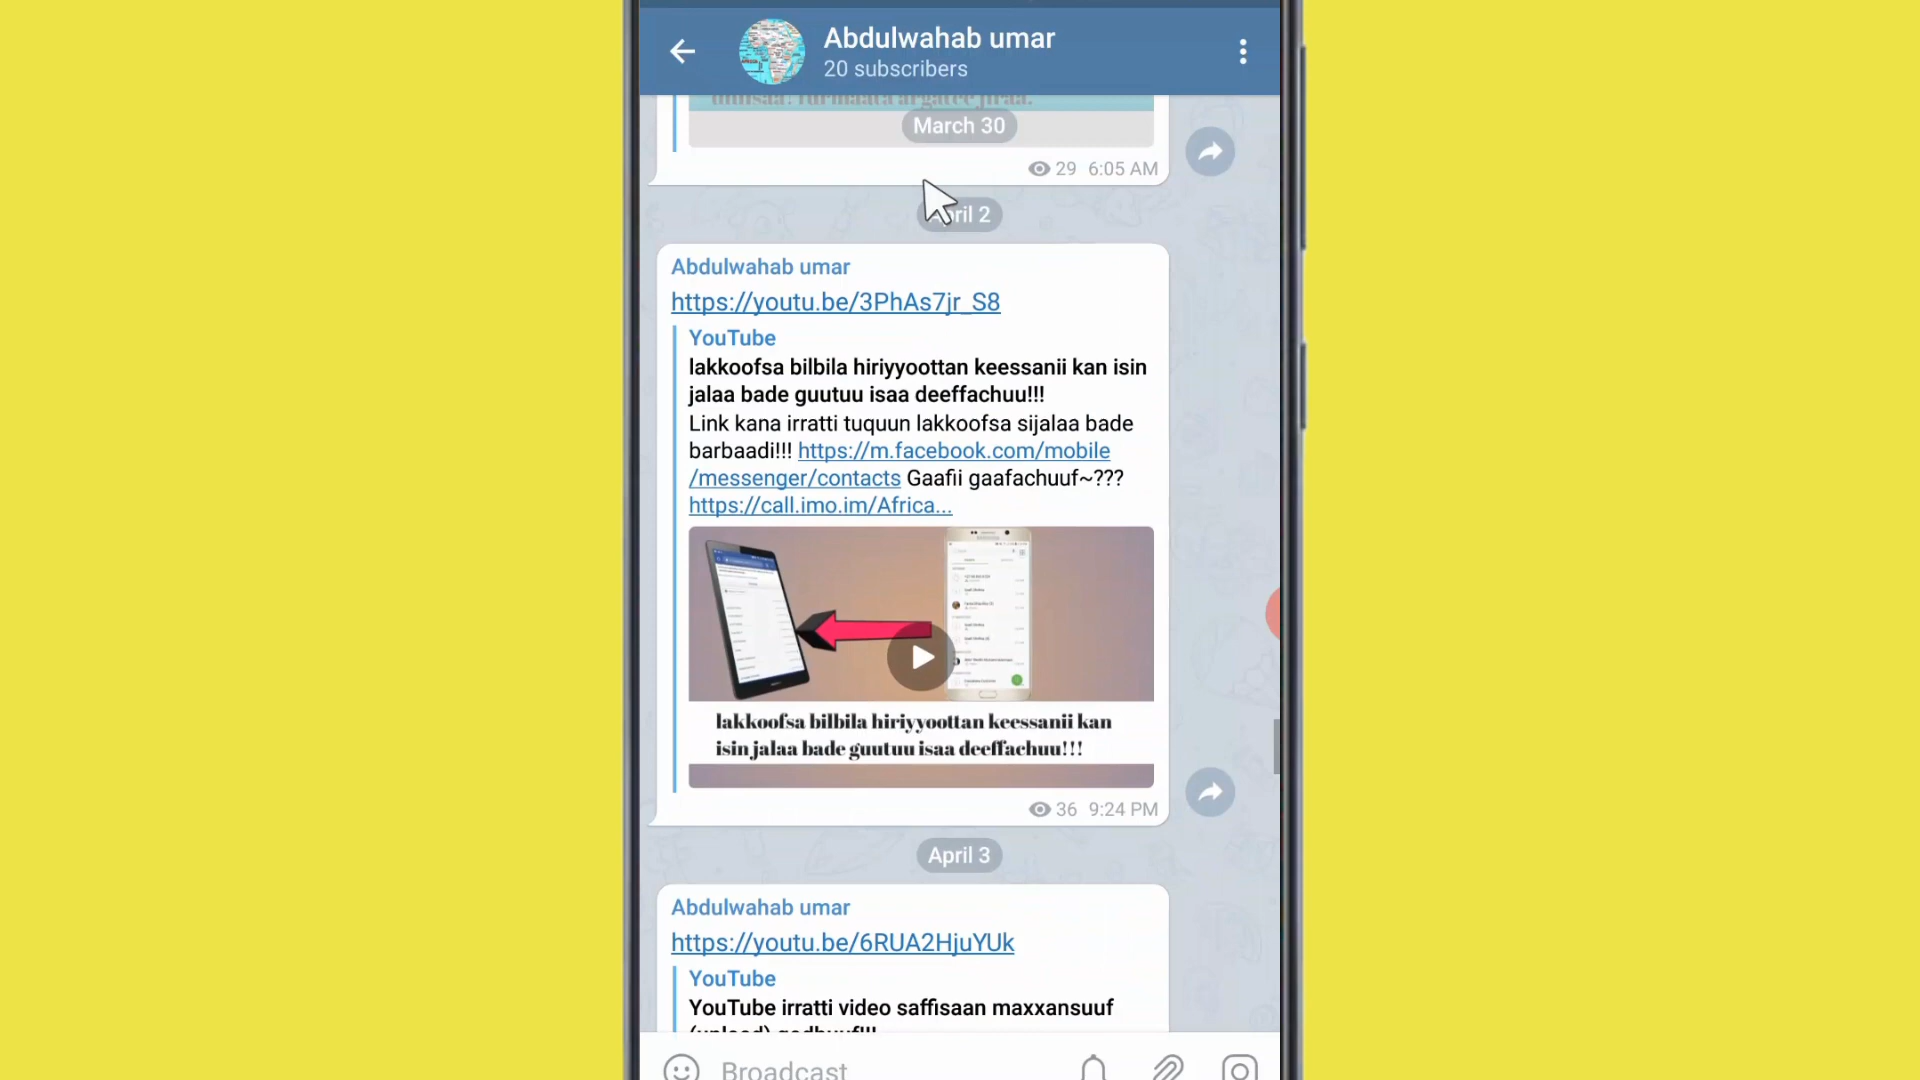 Abdulwahab umar
20 subscribers
March 30
29 6:05 AM
April 2
Abdulwahab umar
https://youtu.be/3PhAs7jr_S8
YouTube
lakkoofsa bilbila hiriyyoottan keessanii kan isin
jalaa bade guutuu isaa deeffachuu!!!
Link kana irratti tuquun lakkoofsa sijalaa bade
barbaadi!!! https://m.facebook.com/mobile
/messenger/contacts Gaafii gaafachuuf~???
https://call.imo.im/Africa...
lakkoofsa bilbila hiriyyoottan keessanii kan
isin jalaa bade guutuu isaa deeffachuu!!!
36 9:24 PM
April 3
Abdulwahab umar
https://youtu.be/6RUA2HjuYUk
YouTube
YouTube irratti video saffisaan maxxansuuf
Broadcast